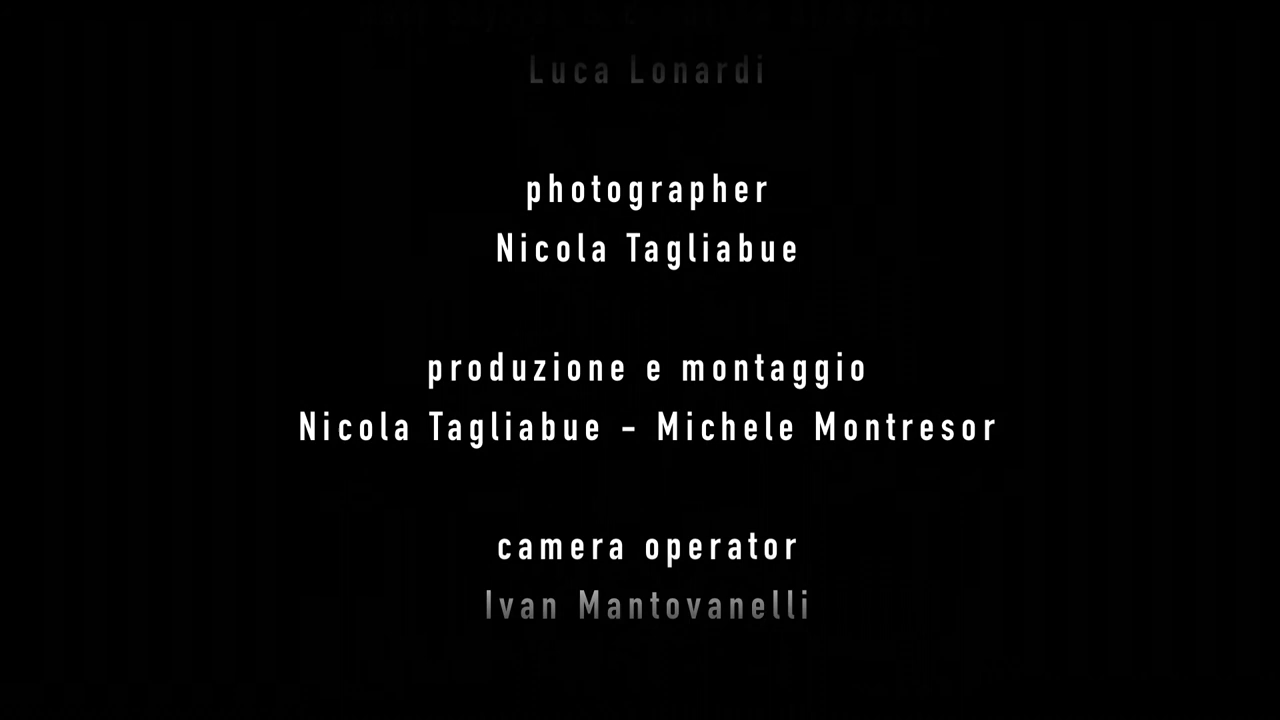 Luca Lonardi
photographer
Nicola Tagliabue
produzione e montaggio
Nicola Tagliabue - Michele Montresor
camera operator
Ivan Mantovanelli